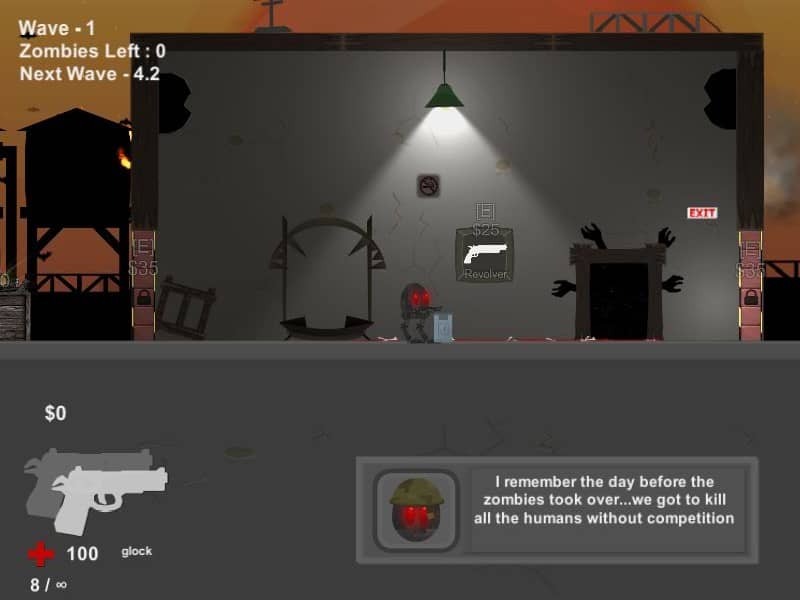 Wave - 1
Zombies Left : 0
Next Wave - 4.2
[E]
$25
Revolver
EXIT
[E]
$35
[E]
$35
$0
I remember the day before the
zombies took over...we got to kill
all the humans without competition
100
glock
8 / ∞